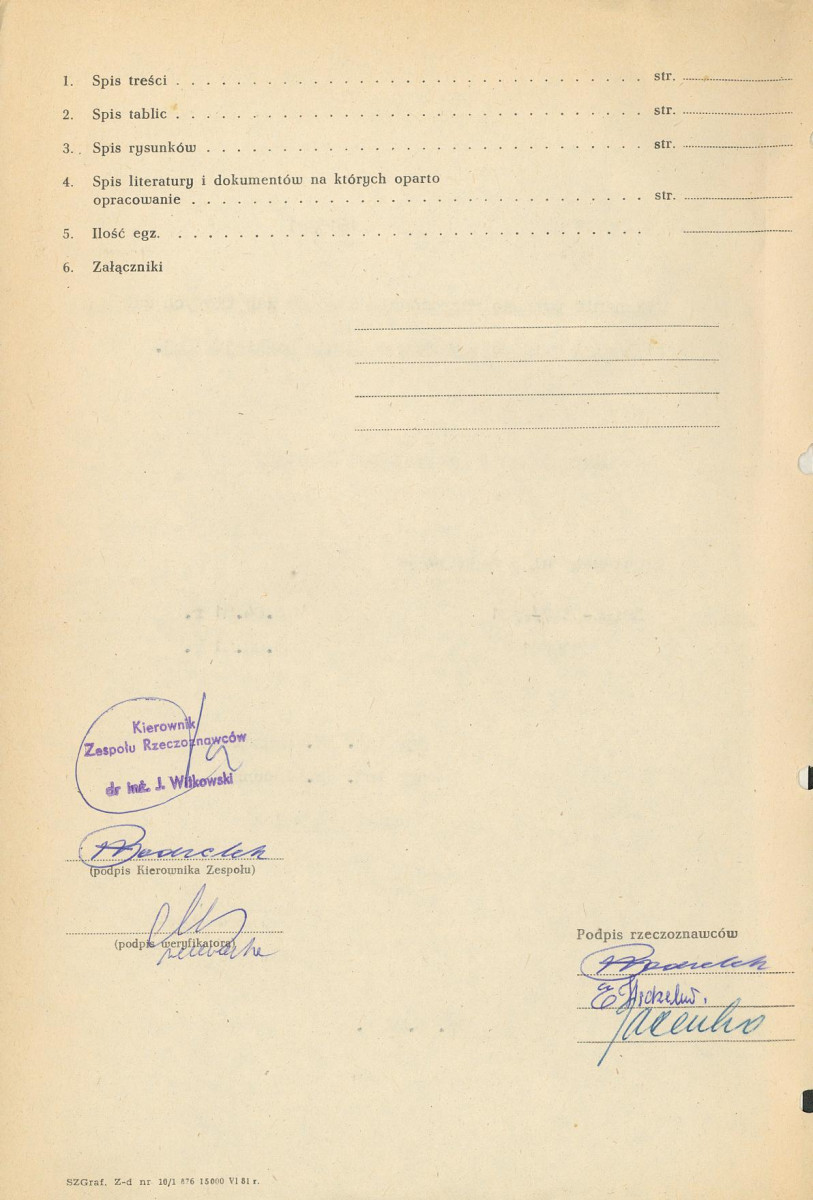 1. Spis treści . . . . . . . . . . . . . . . . . . . . . . . . . . . . . . . str. ....................
2. Spis tablic . . . . . . . . . . . . . . . . . . . . . . . . . . . . . . . str. ....................
3. Spis rysunków . . . . . . . . . . . . . . . . . . . . . . . . . . . . . str. ....................
4. Spis literatury i dokumentów na których oparto
opracowanie . . . . . . . . . . . . . . . . . . . . . . . . . . . . . . str. ....................
5. Ilość egz. . . . . . . . . . . . . . . . . . . . . . . . . . . . . . . . ....................
6. Załączniki
Kierownik
Zespołu Rzeczoznawców
dr inż. J. Witkowski
(podpis Kierownika Zespołu)
(podpis weryfikatora)
Podpis rzeczoznawców
SZGraf. Z-d nr 10/1 876 15000 VI 81 r.